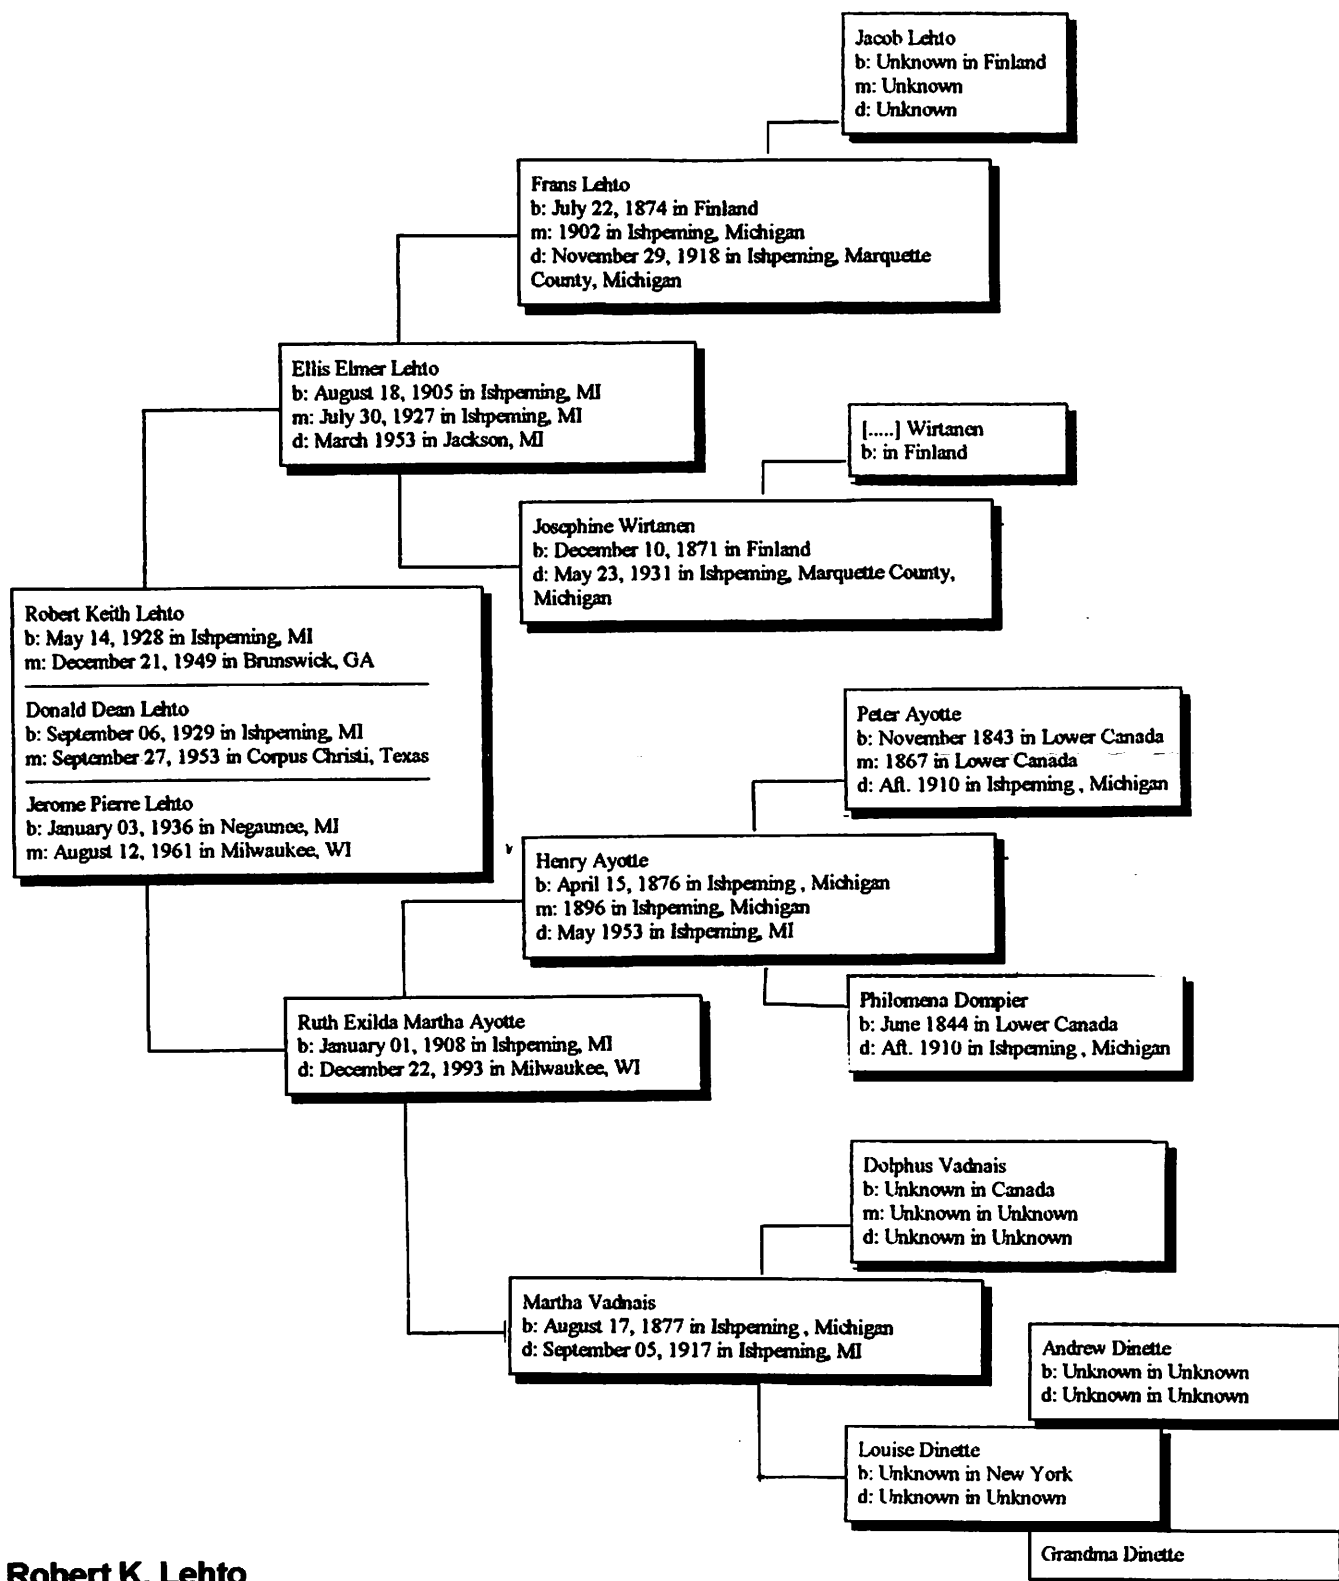 Jacob Lehto
b: Unknown in Finland
m: Unknown
d: Unknown
Frans Lehto
b: July 22, 1874 in Finland
m: 1902 in Ishpeming, Michigan
d: November 29, 1918 in Ishpeming, Marquette
County, Michigan
Ellis Elmer Lehto
b: August 18, 1905 in Ishpeming, MI
m: July 30, 1927 in Ishpeming, MI
d: March 1953 in Jackson, MI
[.....] Wirtanen
b: in Finland
Josephine Wirtanen
b: December 10, 1871 in Finland
d: May 23, 1931 in Ishpeming, Marquette County,
Michigan
Robert Keith Lehto
b: May 14, 1928 in Ishpeming, MI
m: December 21, 1949 in Brunswick, GA
Donald Dean Lehto
b: September 06, 1929 in Ishpeming, MI
m: September 27, 1953 in Corpus Christi, Texas
Jerome Pierre Lehto
b: January 03, 1936 in Negaunee, MI
m: August 12, 1961 in Milwaukee, WI
Peter Ayotte
b: November 1843 in Lower Canada
m: 1867 in Lower Canada
d: Aft. 1910 in Ishpeming , Michigan
Henry Ayotte
b: April 15, 1876 in Ishpeming , Michigan
m: 1896 in Ishpeming, Michigan
d: May 1953 in Ishpeming, MI
Philomena Dompier
b: June 1844 in Lower Canada
d: Aft. 1910 in Ishpeming , Michigan
Ruth Exilda Martha Ayotte
b: January 01, 1908 in Ishpeming, MI
d: December 22, 1993 in Milwaukee, WI
Dolphus Vadnais
b: Unknown in Canada
m: Unknown in Unknown
d: Unknown in Unknown
Martha Vadnais
b: August 17, 1877 in Ishpeming , Michigan
d: September 05, 1917 in Ishpeming, MI
Andrew Dinette
b: Unknown in Unknown
d: Unknown in Unknown
Louise Dinette
b: Unknown in New York
d: Unknown in Unknown
Grandma Dinette
Robert K. Lehto